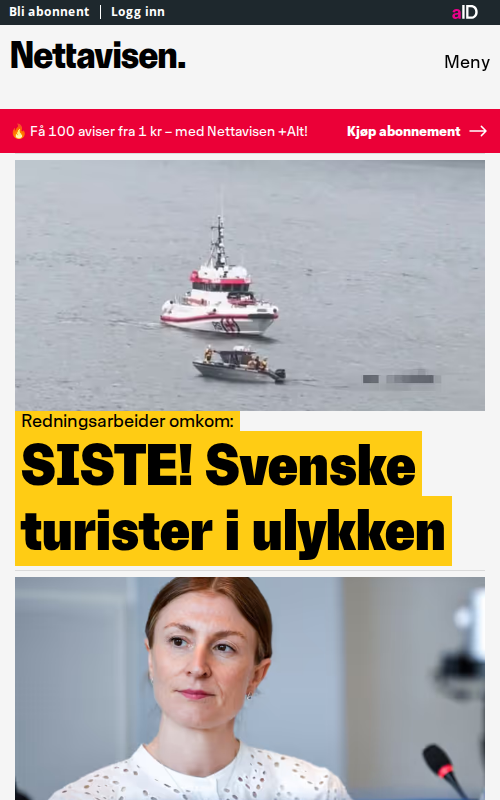 Bli abonnent
Logg inn
aID
Nettavisen.
Meny
🔥 Få 100 aviser fra 1 kr – med Nettavisen +Alt!
Kjøp abonnement →
Redningsarbeider omkom:
SISTE! Svenske
turister i ulykken